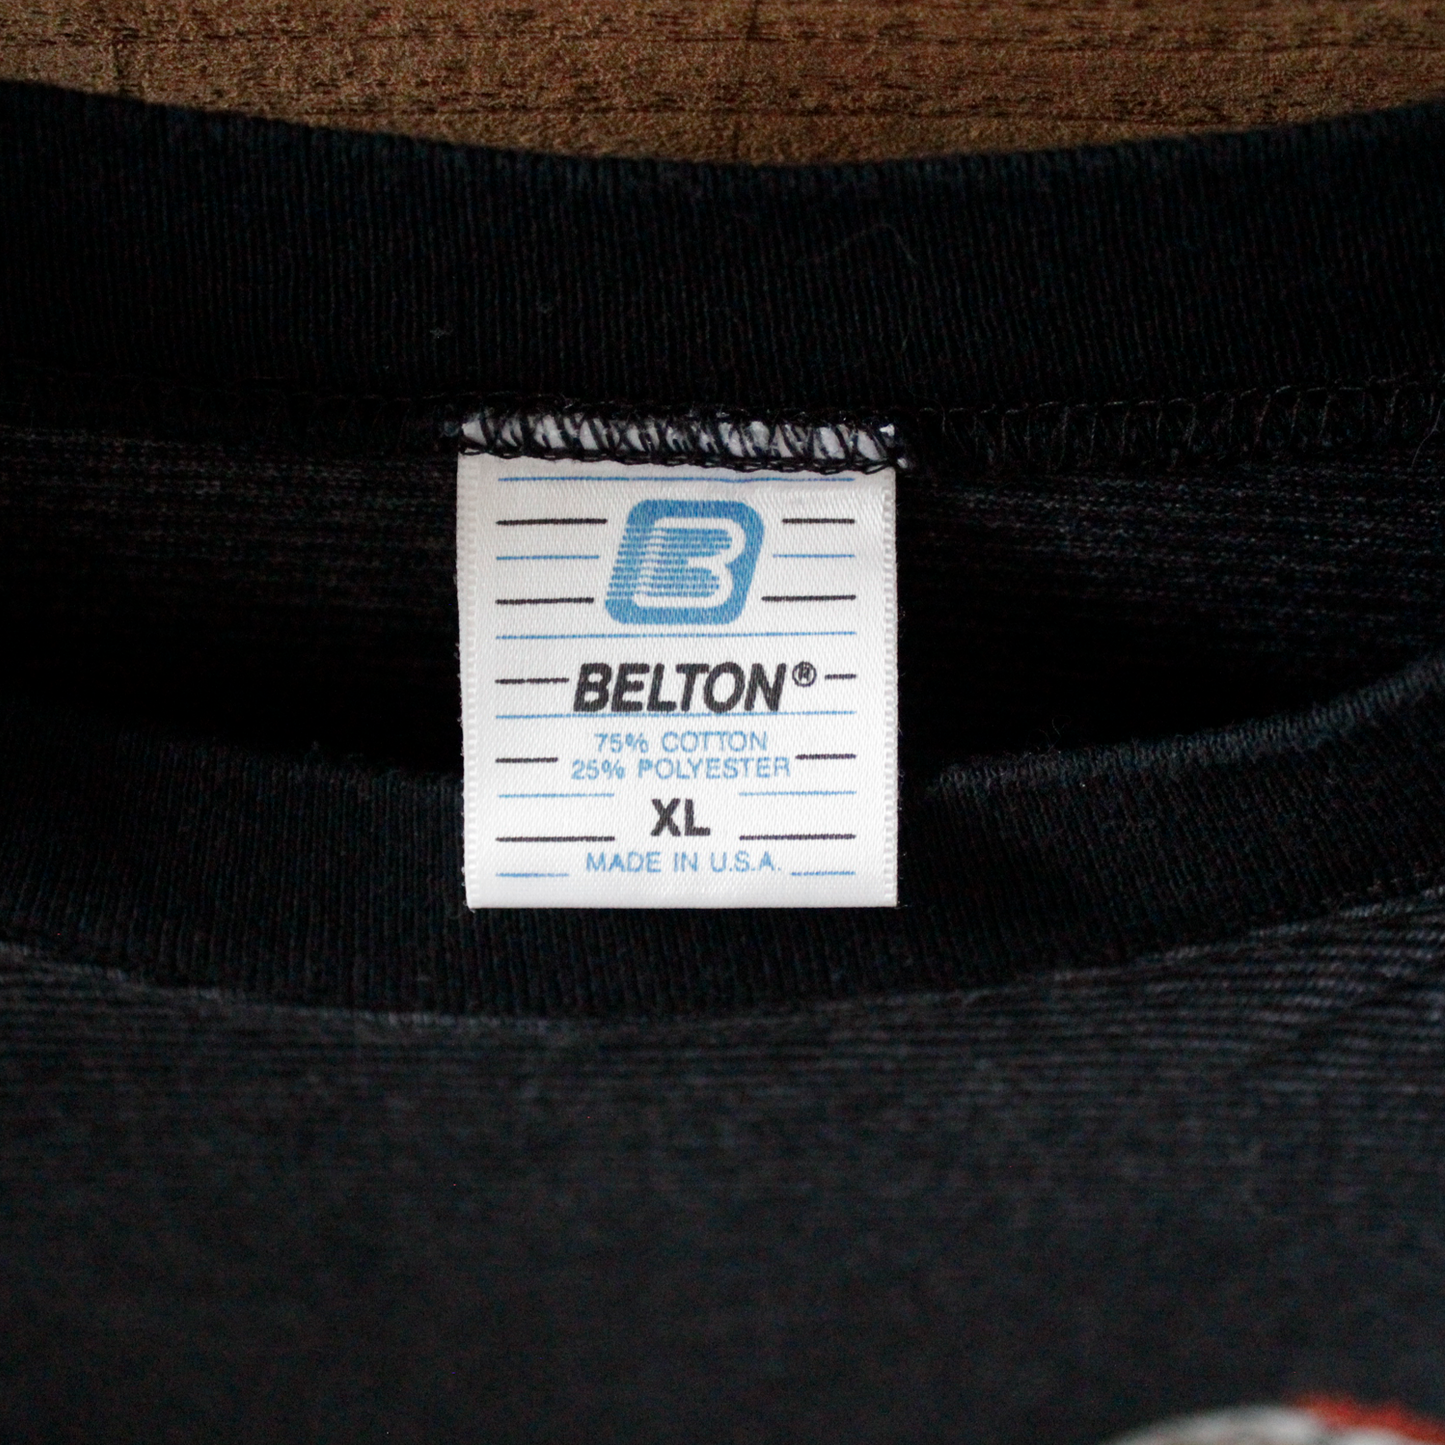 B
BELTON®
75% COTTON
25% POLYESTER
XL
MADE IN U.S.A.